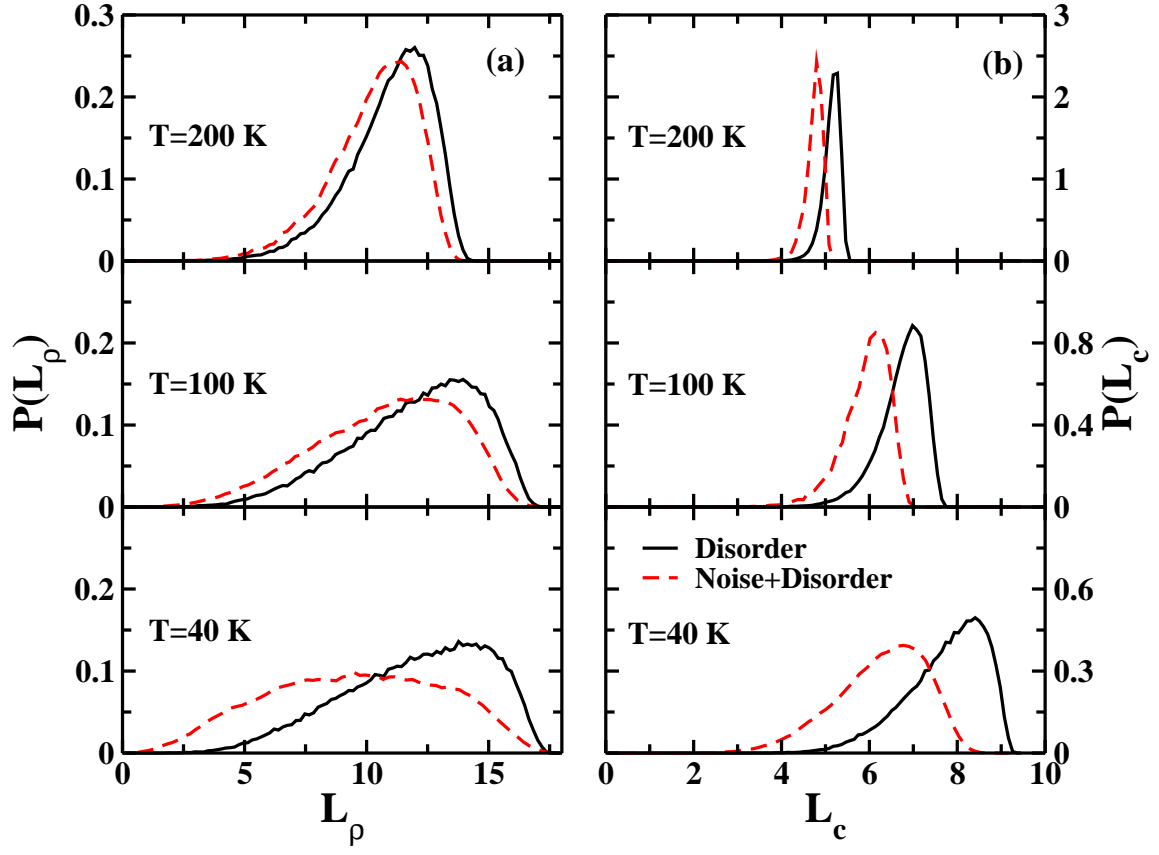 0.3
0.2
0.1
0
(a)
T=200 K
3
2
1
0
(b)
T=200 K
P(L_ρ)
0.2
0.1
0
T=100 K
P(L_c)
0.8
0.4
0
T=100 K
0.2
0.1
0
T=40 K
0.6
0.3
0
Disorder
Noise+Disorder
T=40 K
0 5 10 15
0 2 4 6 8 10
L_ρ
L_c